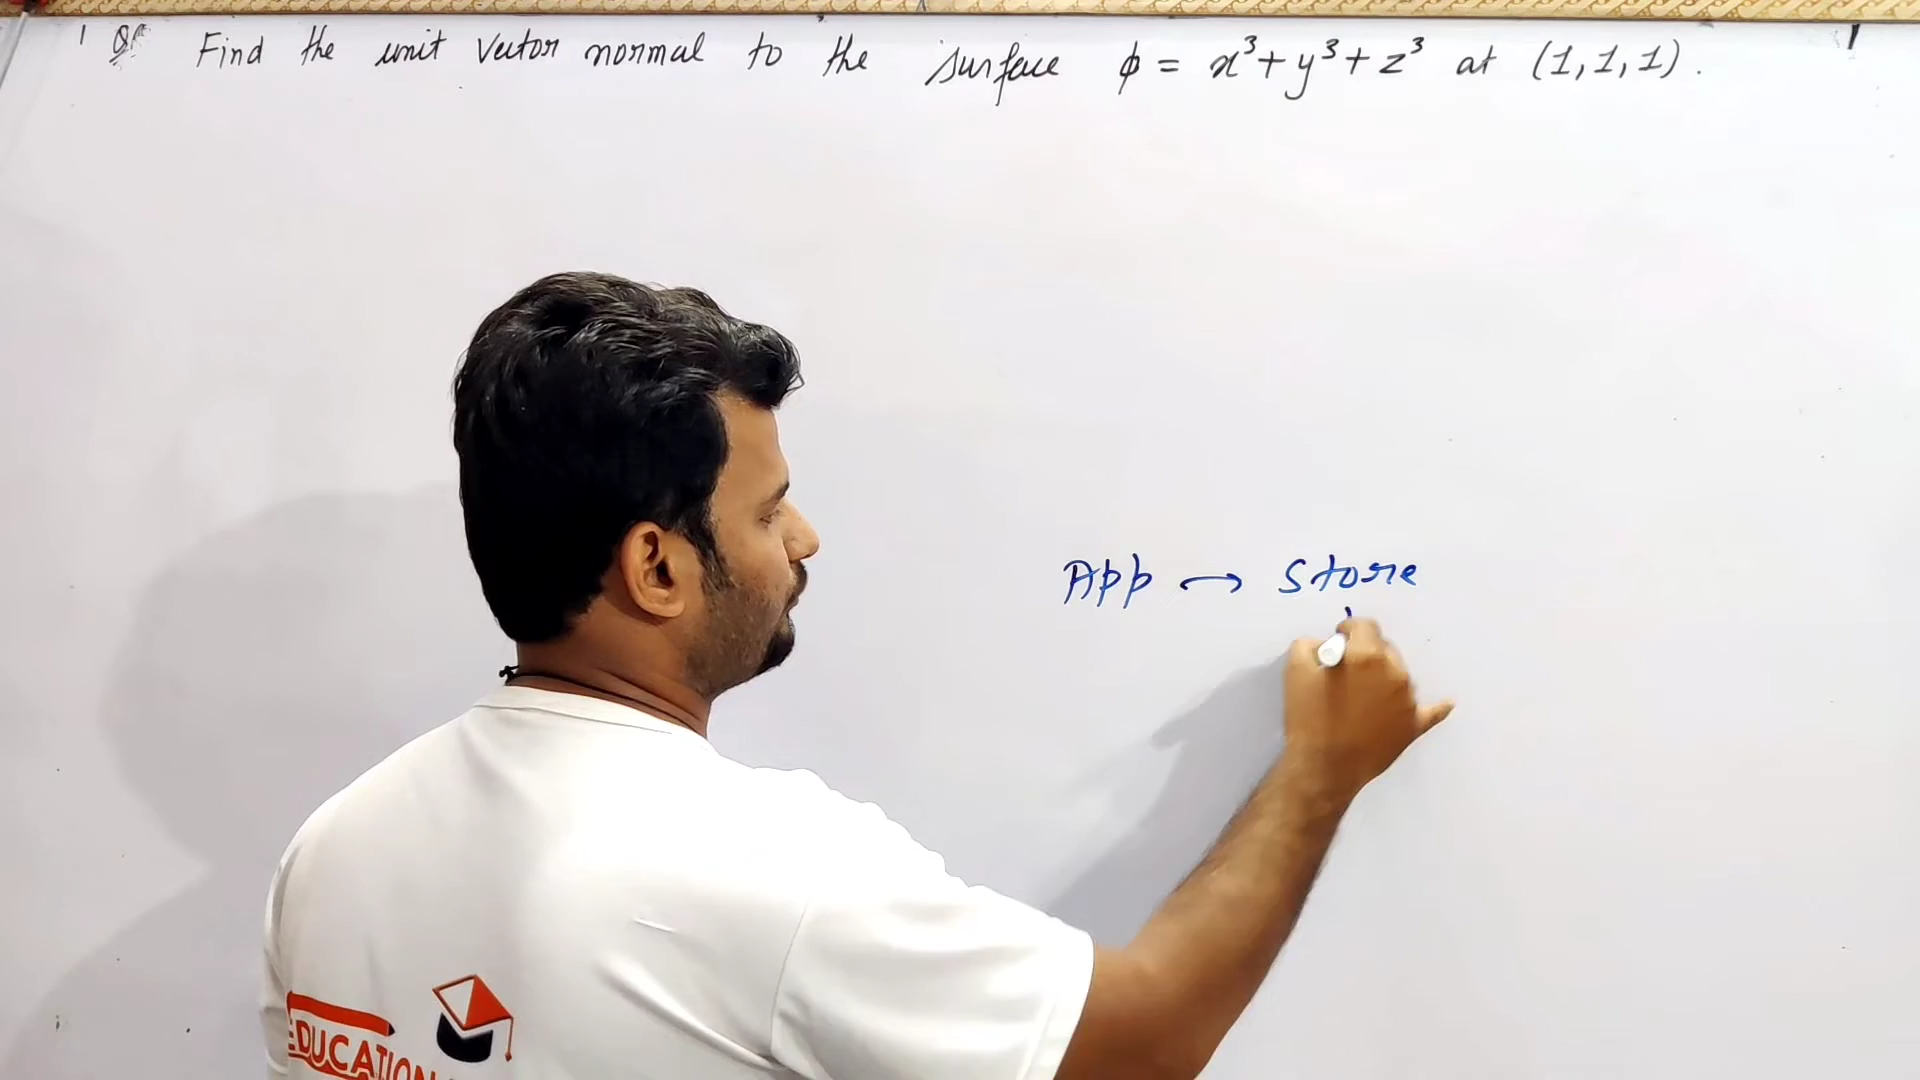 Find the unit vector normal to the surface ϕ = x³+y³+z³ at (1,1,1).
App → Store
EDUCATION